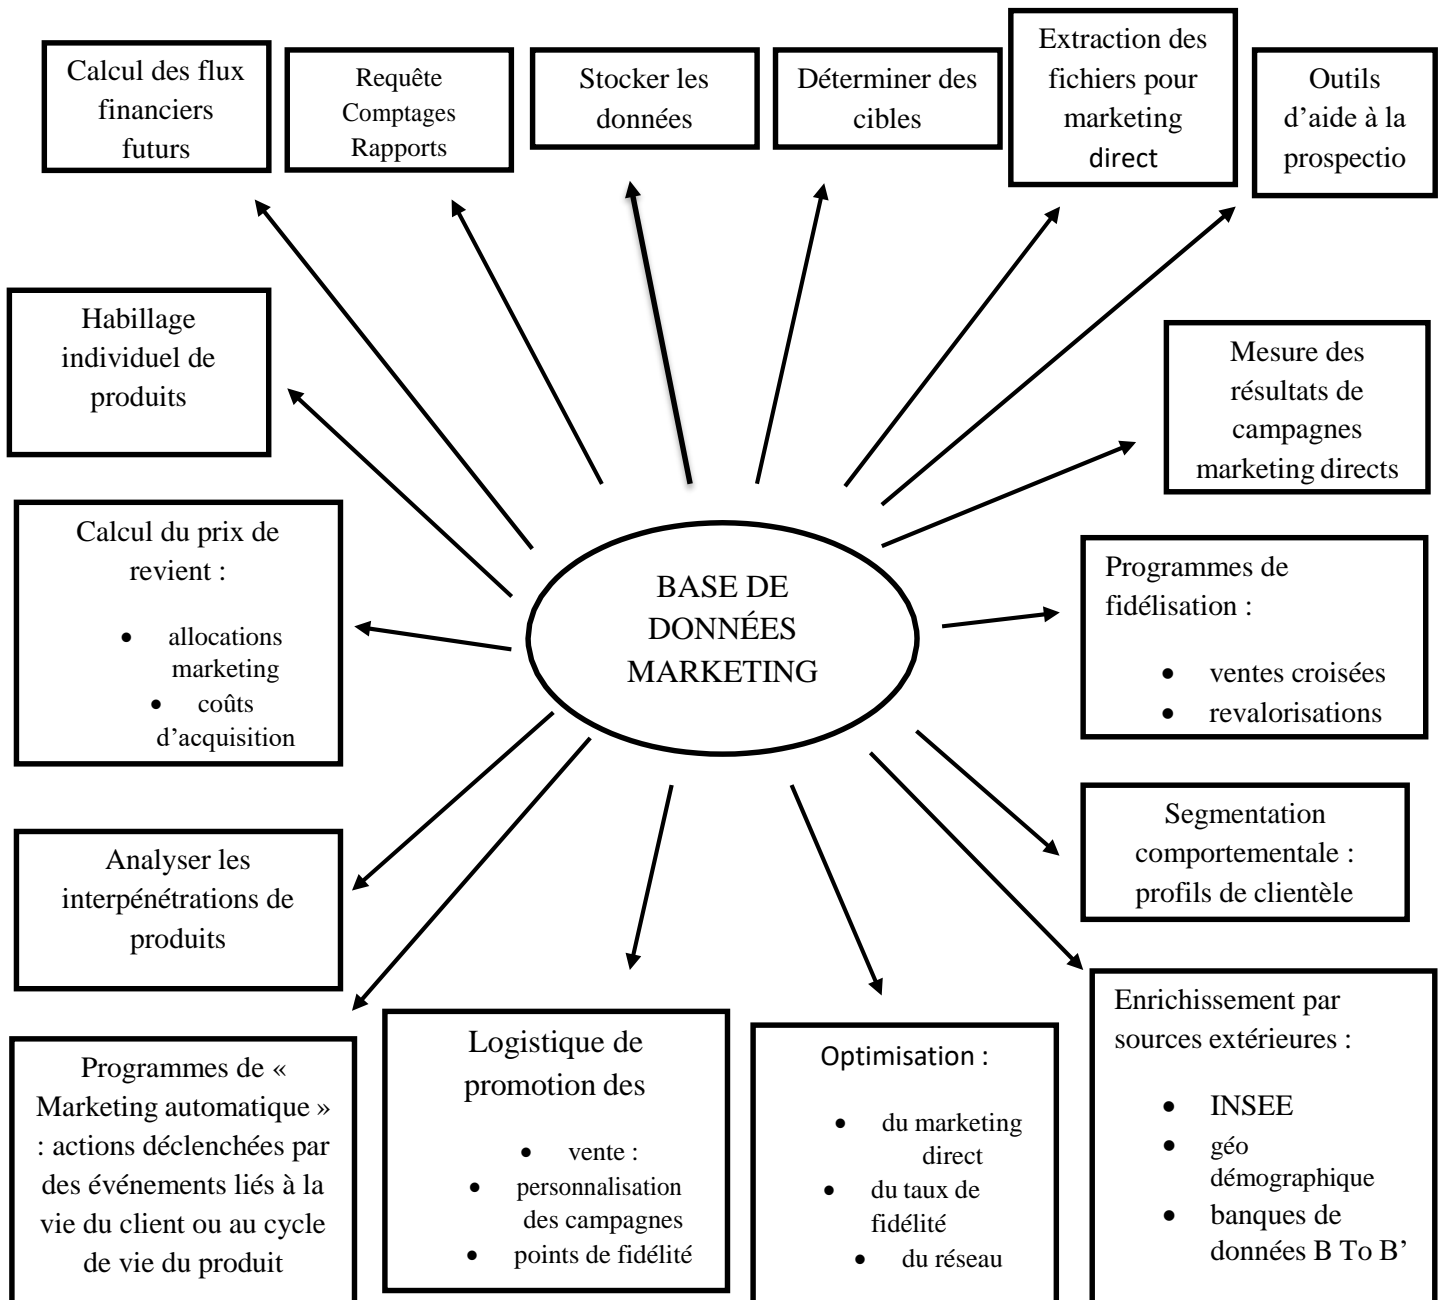 Calcul des flux
financiers
futurs
Requête
Comptages
Rapports
Stocker les
données
Déterminer des
cibles
Extraction des
fichiers pour
marketing
direct
Outils
d’aide à la
prospectio
Habillage
individuel de
produits
Mesure des
résultats de
campagnes
marketing directs
Calcul du prix de
revient :
• allocations
marketing
• coûts
d’acquisition
BASE DE
DONNÉES
MARKETING
Programmes de
fidélisation :
• ventes croisées
• revalorisations
Analyser les
interpénétrations de
produits
Segmentation
comportementale :
profils de clientèle
Programmes de «
Marketing automatique »
: actions déclenchées par
des événements liés à la
vie du client ou au cycle
de vie du produit
Logistique de
promotion des
• vente :
• personnalisation
des campagnes
• points de fidélité
Optimisation :
• du marketing
direct
• du taux de
fidélité
• du réseau
Enrichissement par
sources extérieures :
• INSEE
• géo
démographique
• banques de
données B To B’